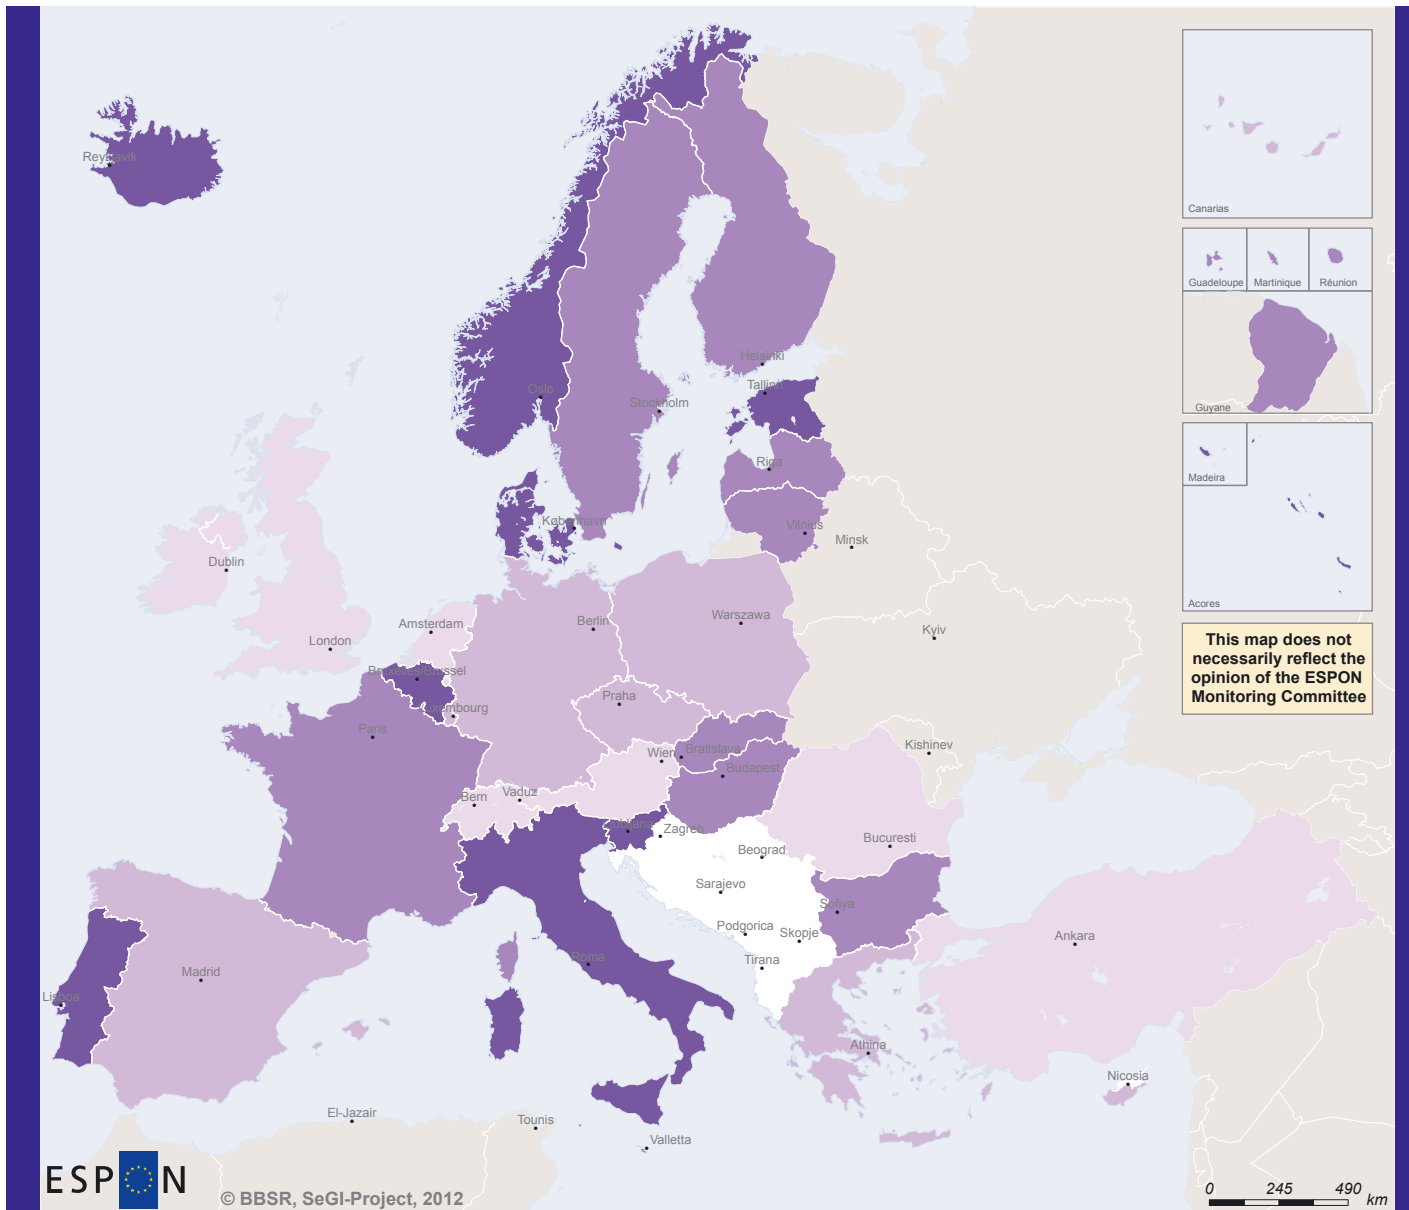 Reykjavik
Canarias
Guadeloupe
Martinique
Réunion
Guyane
Madeira
Acores
This map does not
necessarily reflect the
opinion of the ESPON
Monitoring Committee
Helsinki
Oslo
Tallinn
Stockholm
Riga
København
Vilnius
Minsk
Dublin
Amsterdam
Berlin
Warszawa
London
Kyiv
Bruxelles/Brussel
Praha
Luxembourg
Paris
Kishinev
Wien
Bratislava
Budapest
Bern
Vaduz
Ljubljana
Zagreb
Bucuresti
Beograd
Sarajevo
Sofiya
Podgorica
Skopje
Ankara
Tirana
Roma
Madrid
Lisboa
Athina
Nicosia
El-Jazair
Tounis
Valletta
ESPON
© BBSR, SeGI-Project, 2012
0 245 490
km